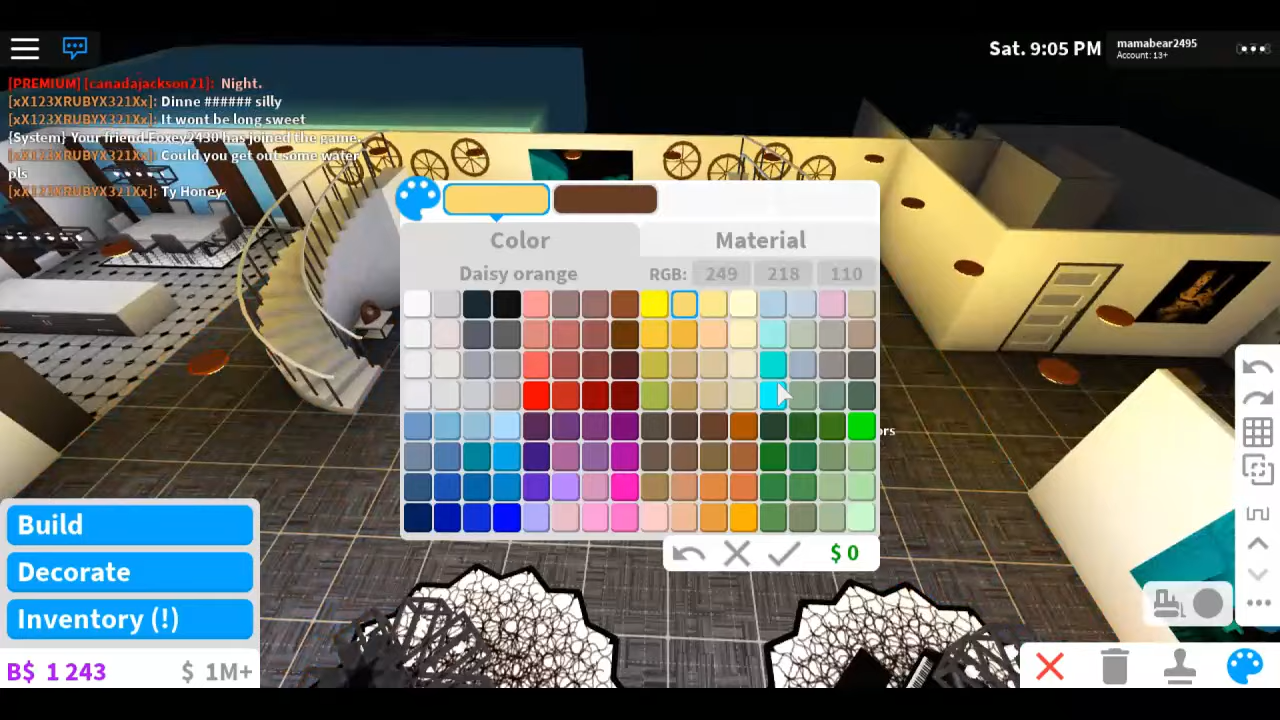 Sat. 9:05 PM
mamabear2495
Account: 13+
[PREMIUM] [canadajackson21]: Night.
[xX123XRUBYX321Xx]: Dinne ###### silly
[xX123XRUBYX321Xx]: It wont be long sweet
{System} Your friend Foxey2430 has joined the game.
[xX123XRUBYX321Xx]: Could you get out some water
pls
[xX123XRUBYX321Xx]: Ty Honey
Color
Material
Daisy orange
RGB: 249 218 110
ors
$ 0
Build
Decorate
Inventory (!)
B$ 1 243
$ 1M+